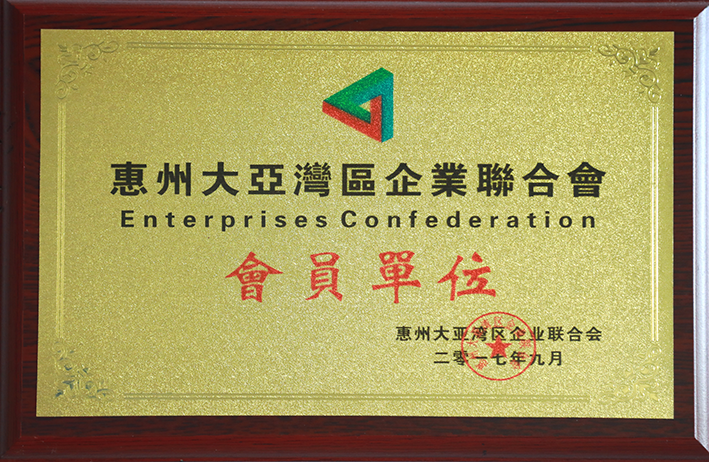 惠州大亞灣區企業聯合會
Enterprises Confederation
會員單位
惠州大亚湾区企业联合会
二零一七年九月